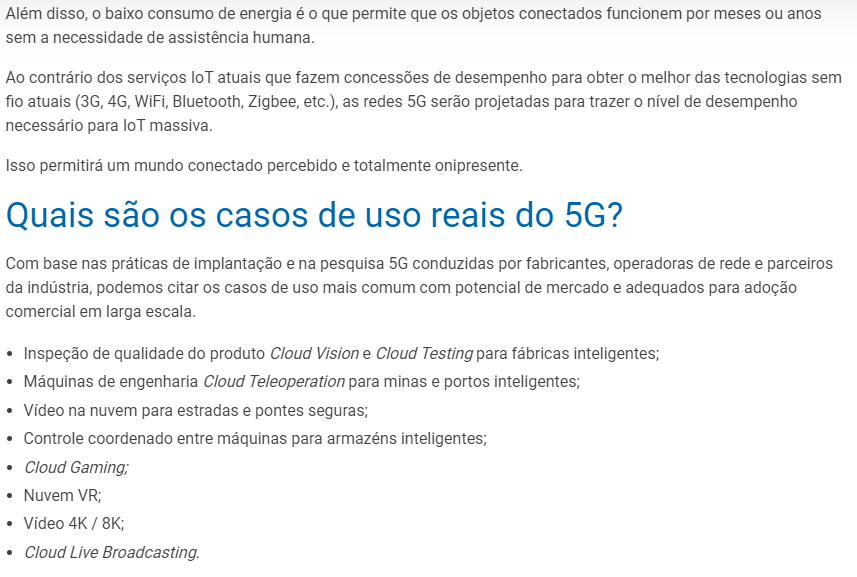 Além disso, o baixo consumo de energia é o que permite que os objetos conectados funcionem por meses ou anos
sem a necessidade de assistência humana.
Ao contrário dos serviços IoT atuais que fazem concessões de desempenho para obter o melhor das tecnologias sem
fio atuais (3G, 4G, WiFi, Bluetooth, Zigbee, etc.), as redes 5G serão projetadas para trazer o nível de desempenho
necessário para IoT massiva.
Isso permitirá um mundo conectado percebido e totalmente onipresente.
Quais são os casos de uso reais do 5G?
Com base nas práticas de implantação e na pesquisa 5G conduzidas por fabricantes, operadoras de rede e parceiros
da indústria, podemos citar os casos de uso mais comum com potencial de mercado e adequados para adoção
comercial em larga escala.
• Inspeção de qualidade do produto Cloud Vision e Cloud Testing para fábricas inteligentes;
• Máquinas de engenharia Cloud Teleoperation para minas e portos inteligentes;
• Vídeo na nuvem para estradas e pontes seguras;
• Controle coordenado entre máquinas para armazéns inteligentes;
• Cloud Gaming;
• Nuvem VR;
• Vídeo 4K / 8K;
• Cloud Live Broadcasting.